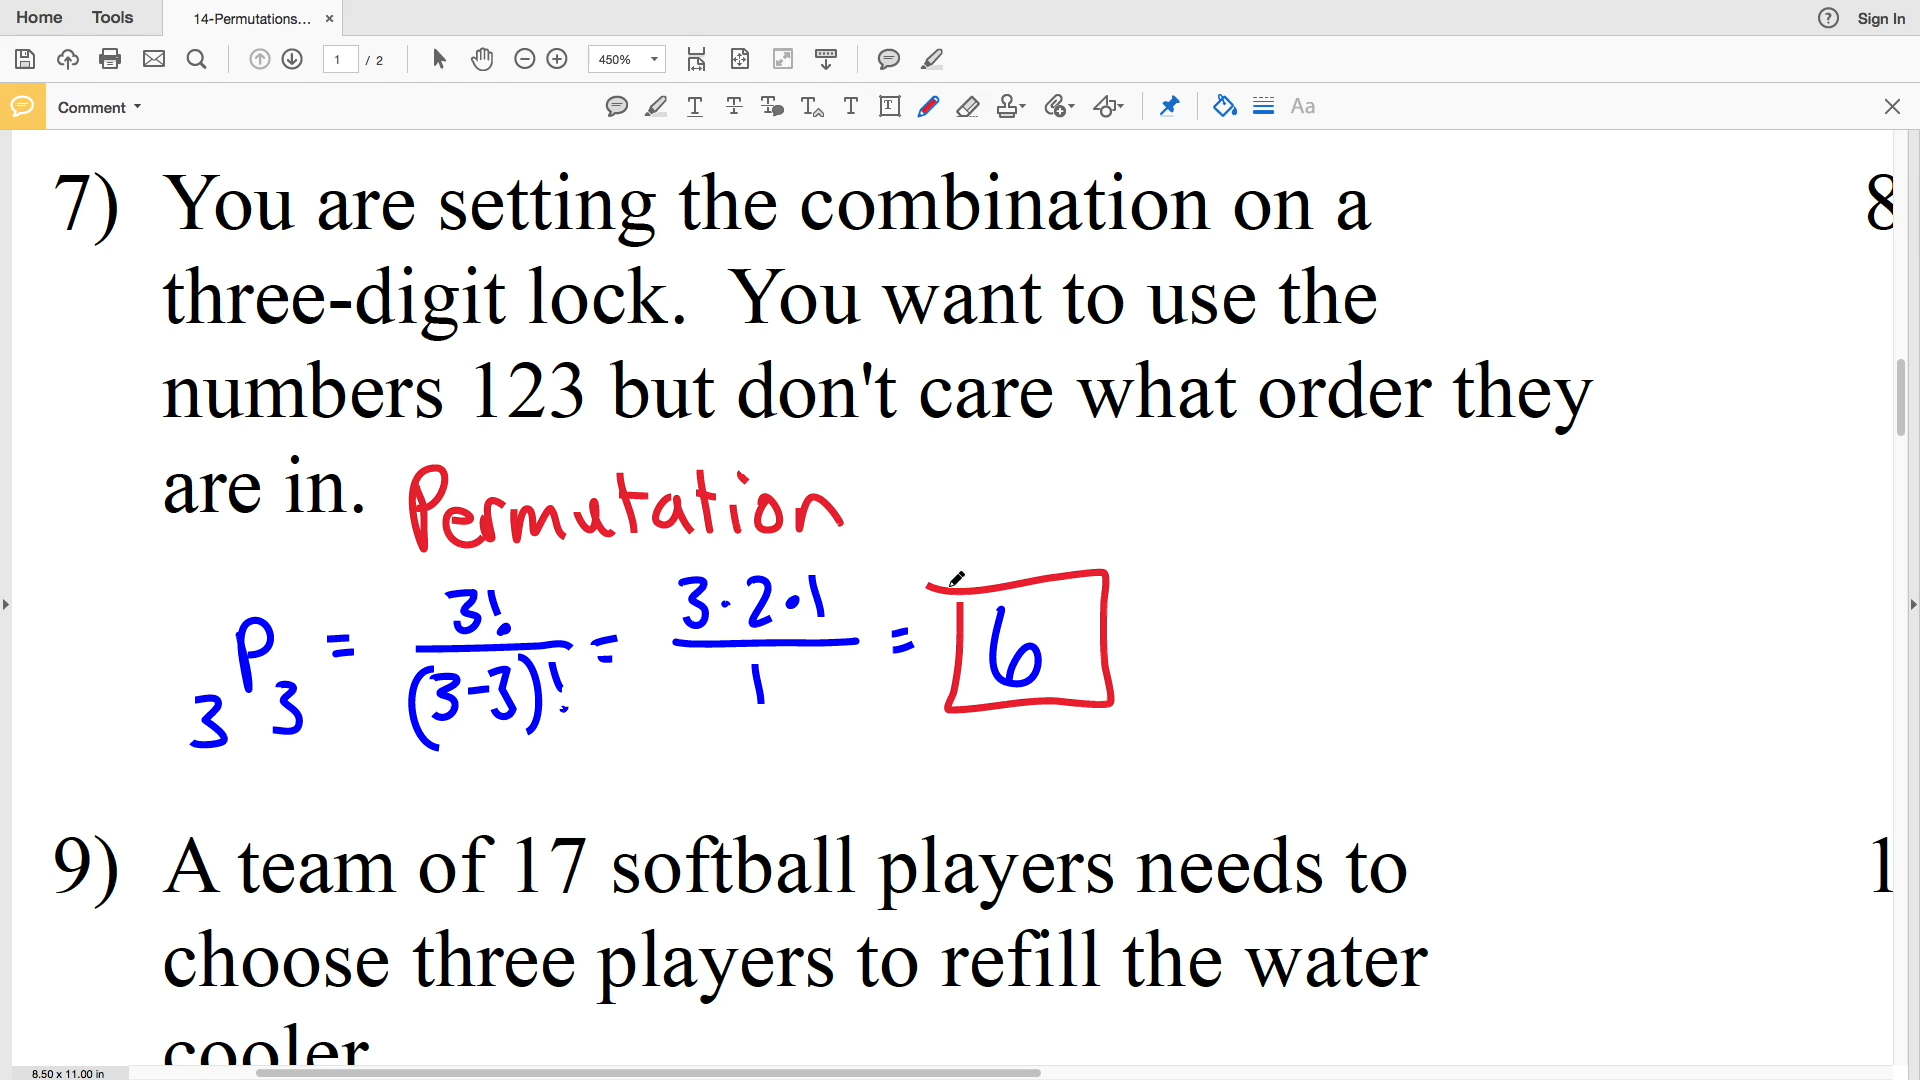 Home Tools 14-Permutations... × ? Sign In
1 / 2 450%
Comment T T T T T T Aa
7) You are setting the combination on a
three-digit lock. You want to use the
numbers 123 but don't care what order they
are in. Permutation
3P3 = 3!/(3-3)! = 3·2·1/1 = 6
8
9) A team of 17 softball players needs to
choose three players to refill the water
cooler
1
8.50 x 11.00 in